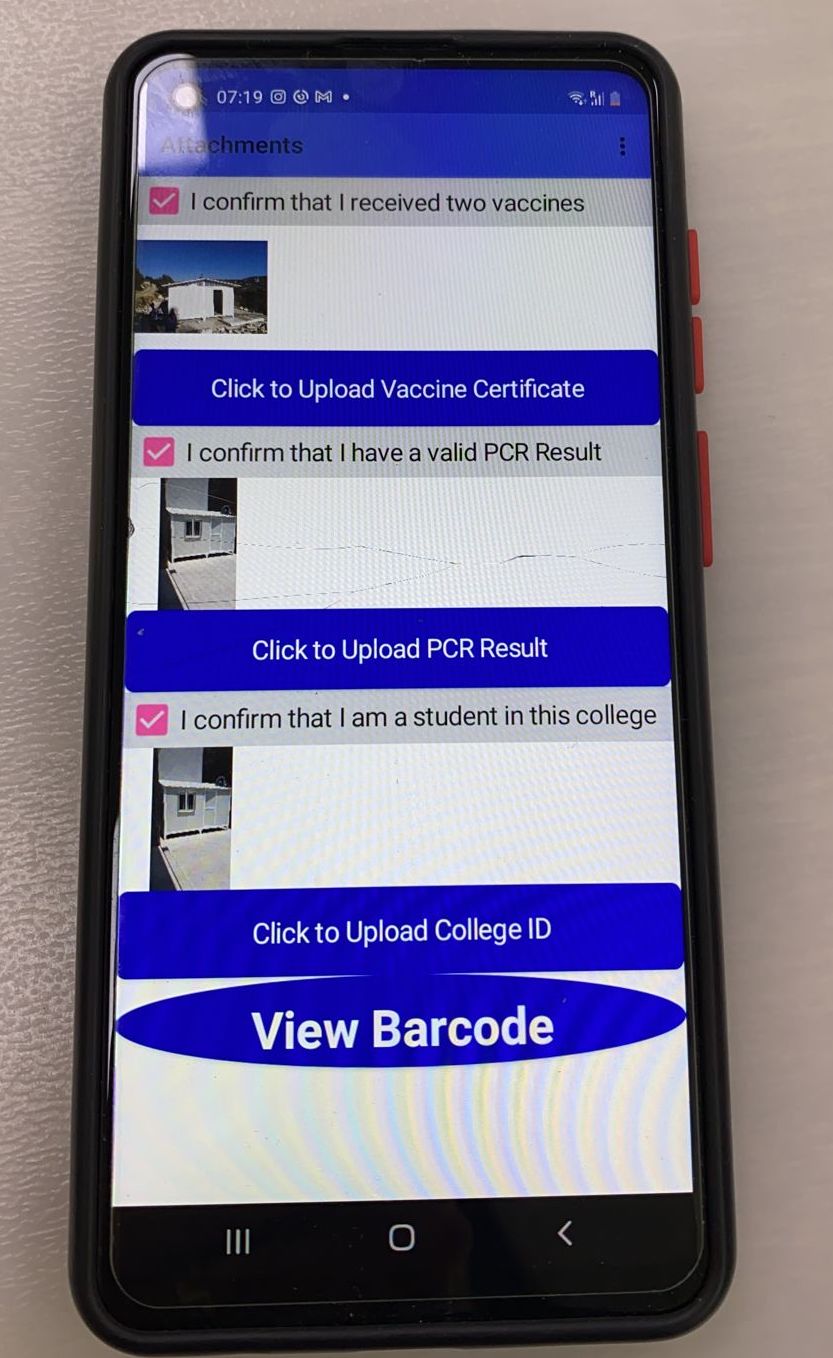 07:19
Attachments
I confirm that I received two vaccines
Click to Upload Vaccine Certificate
I confirm that I have a valid PCR Result
Click to Upload PCR Result
I confirm that I am a student in this college
Click to Upload College ID
View Barcode